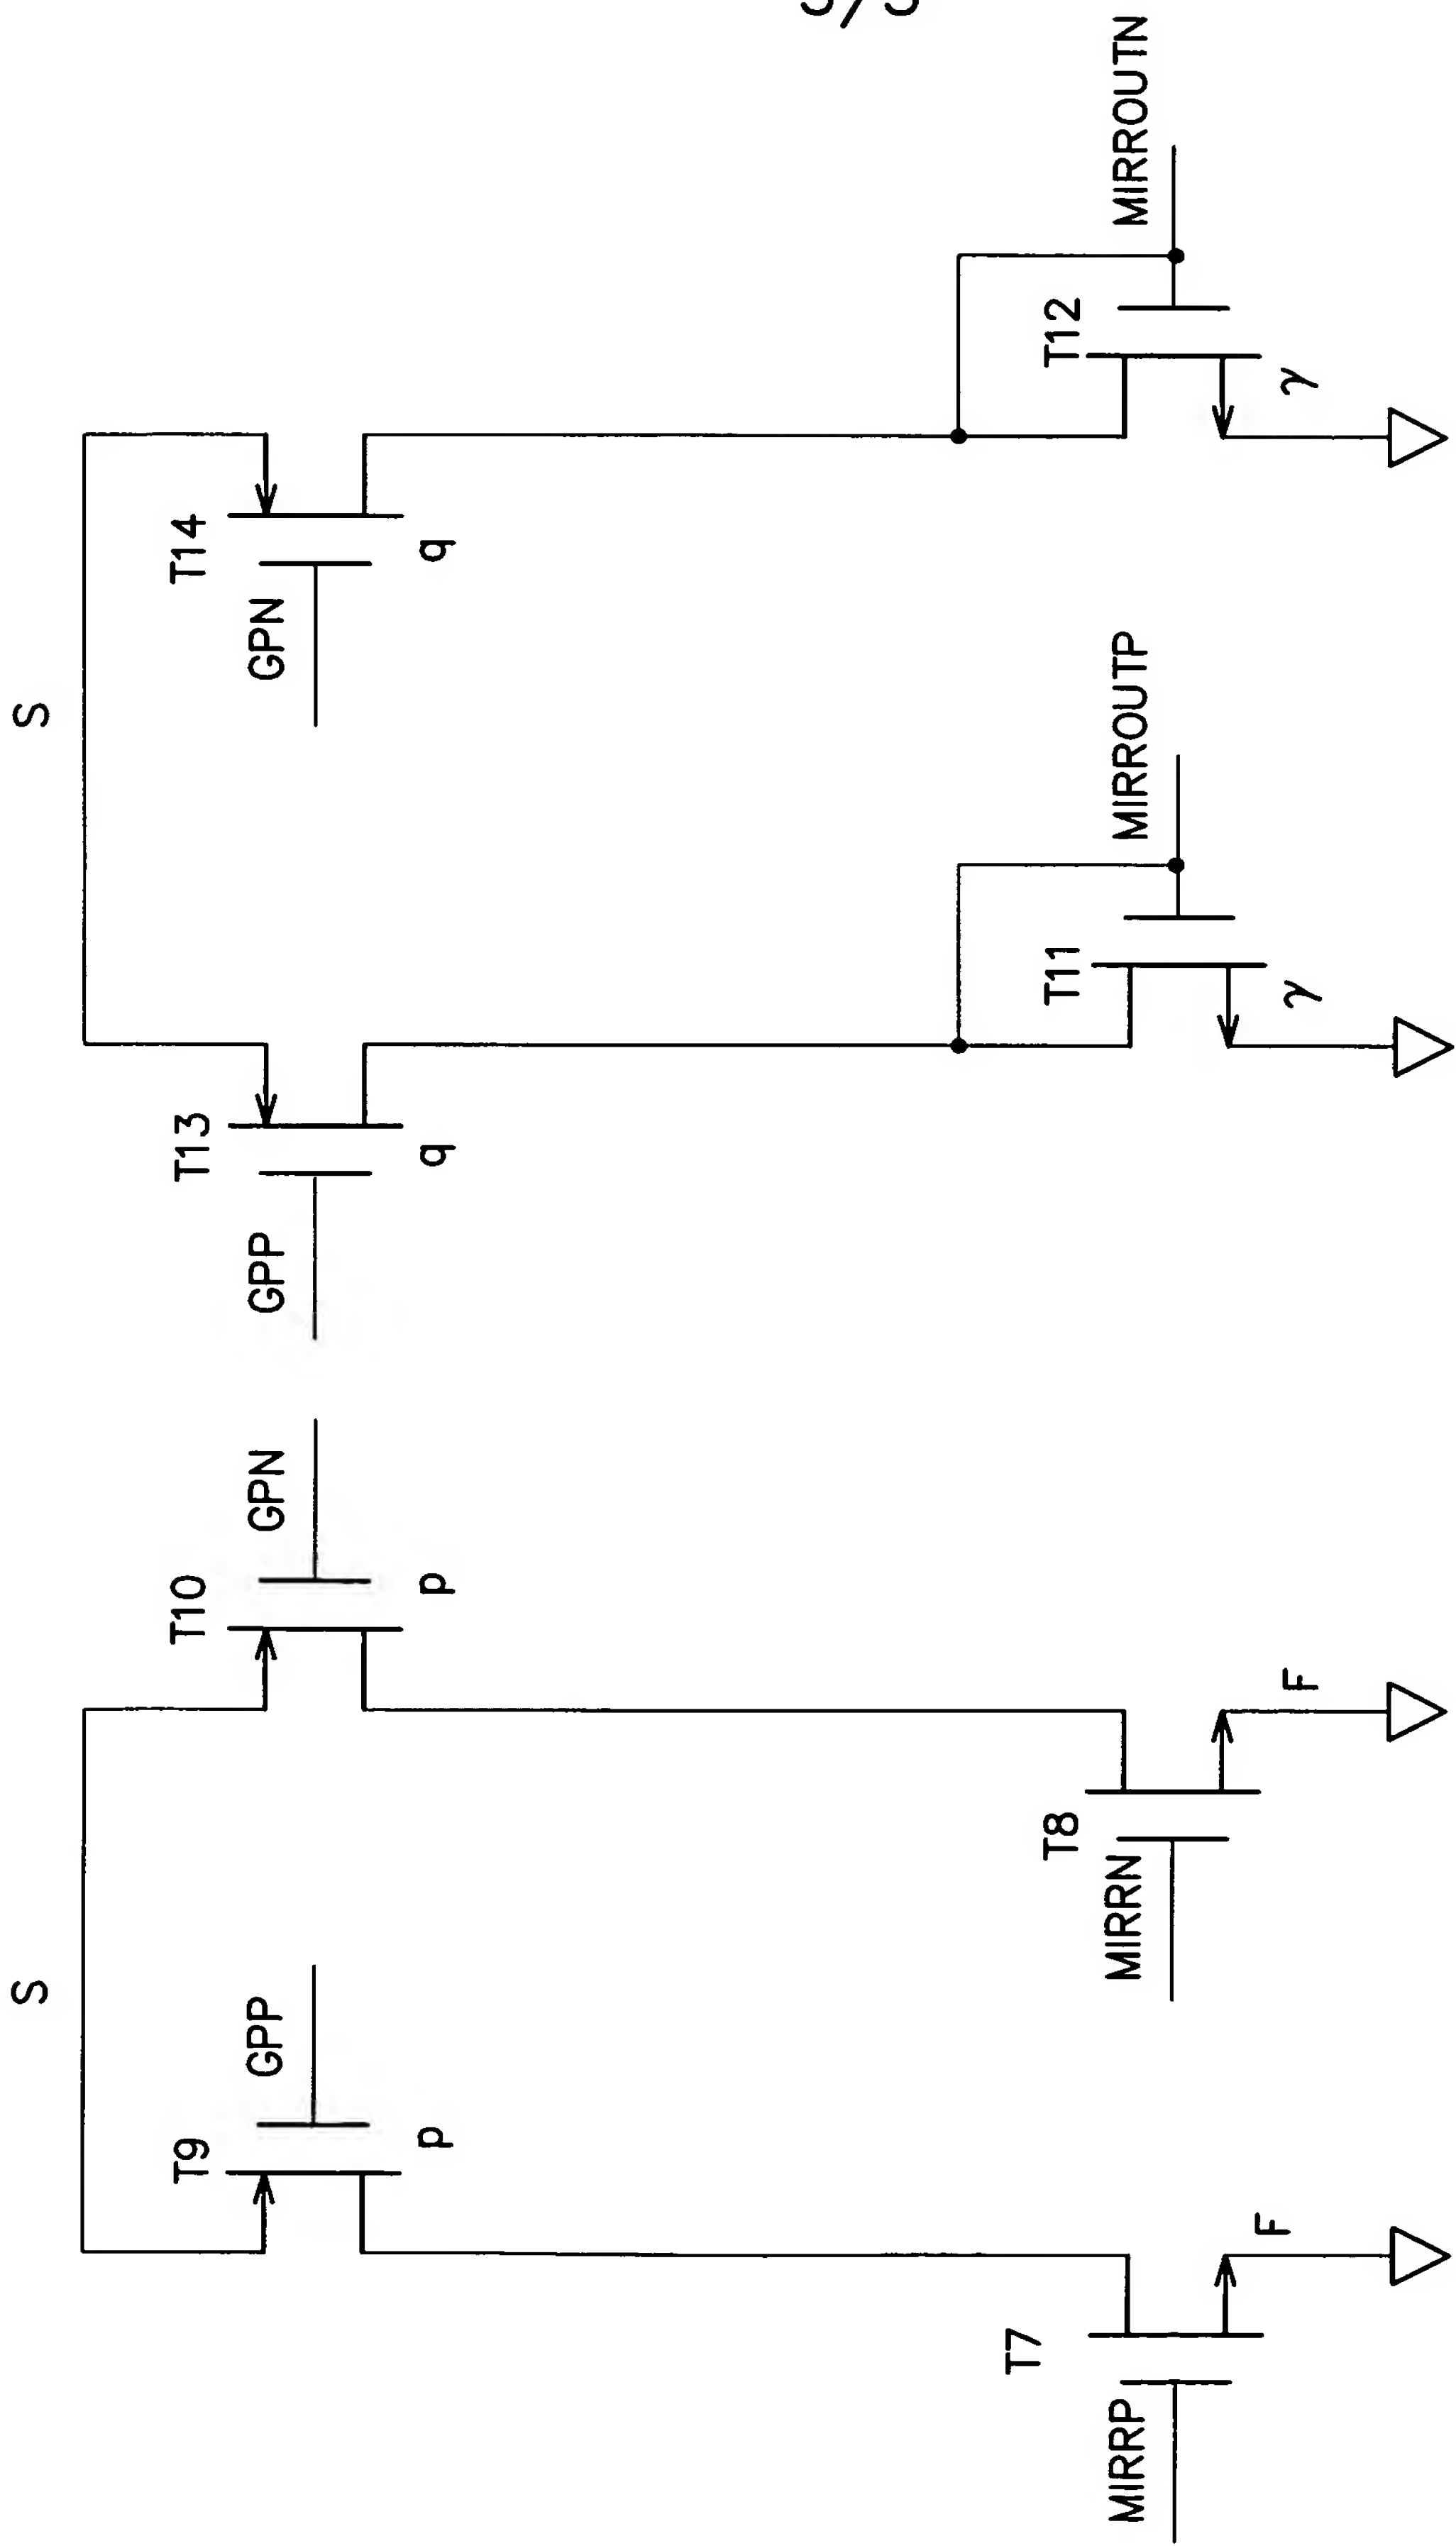 S
S
T9
T10
T13
T14
GPP
GPN
GPP
GPN
p
p
q
q
T7
T8
T11
T12
MIRRP
MIRRN
MIRROUTP
MIRROUTN
F
F
γ
γ